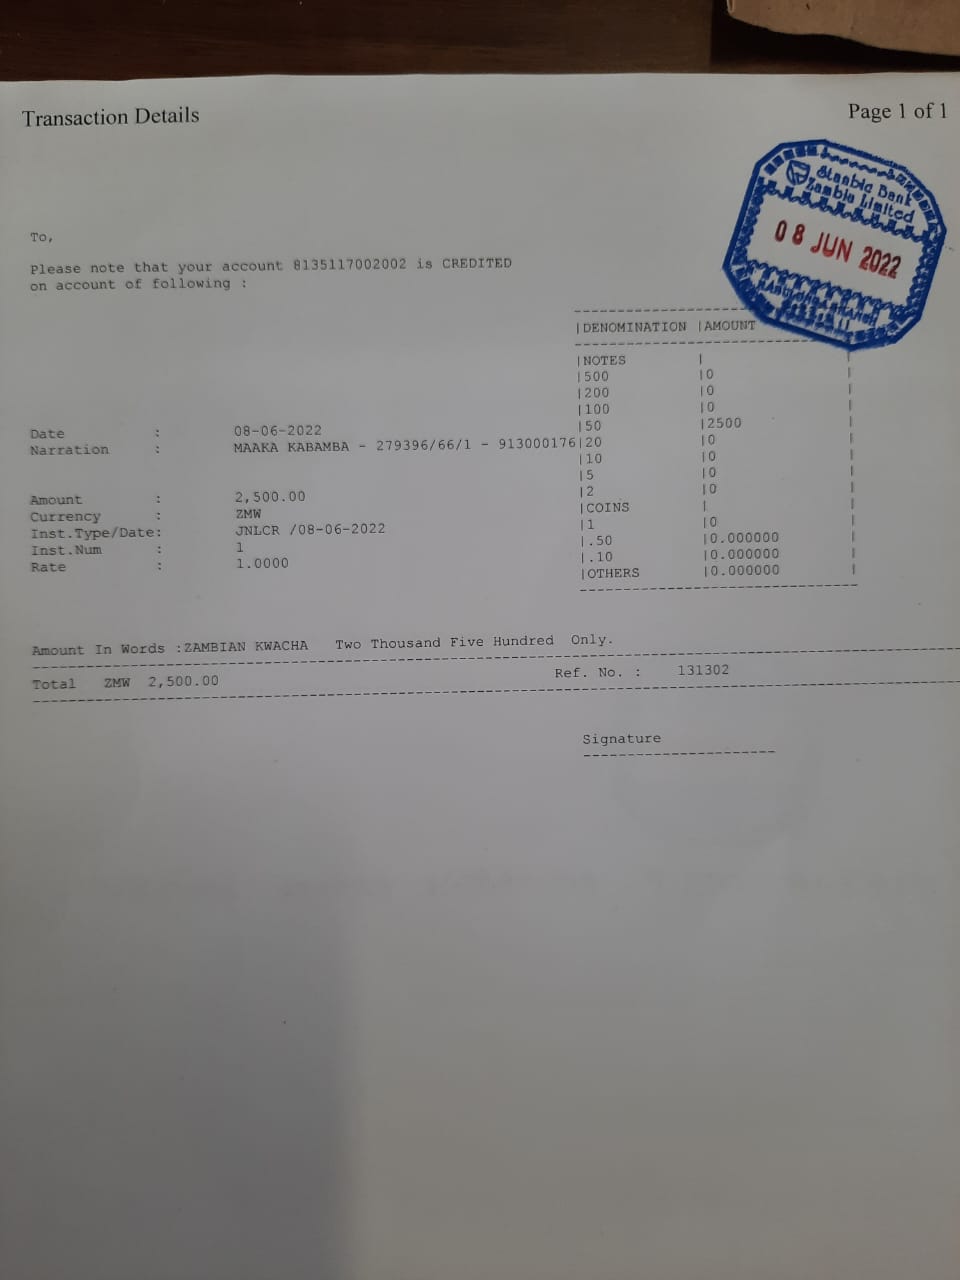 Transaction Details
Page 1 of 1
Stanbic Bank
Zambia Limited
08 JUN 2022
To,
Please note that your account 8135117002002 is CREDITED
on account of following :
|DENOMINATION |AMOUNT
|NOTES |
|500 |0
|200 |0
|100 |0
|50 |2500
Date : 08-06-2022
Narration : MAAKA KABAMBA - 279396/66/1 - 913000176|20 |0
|10 |0
|5 |0
|2 |0
Amount : 2,500.00
Currency : ZMW
Inst.Type/Date: JNLCR /08-06-2022
Inst.Num : 1
Rate : 1.0000
|COINS |
|1 |0
|.50 |0.000000
|.10 |0.000000
|OTHERS |0.000000
Amount In Words :ZAMBIAN KWACHA Two Thousand Five Hundred Only.
Total ZMW 2,500.00 Ref. No. : 131302
Signature